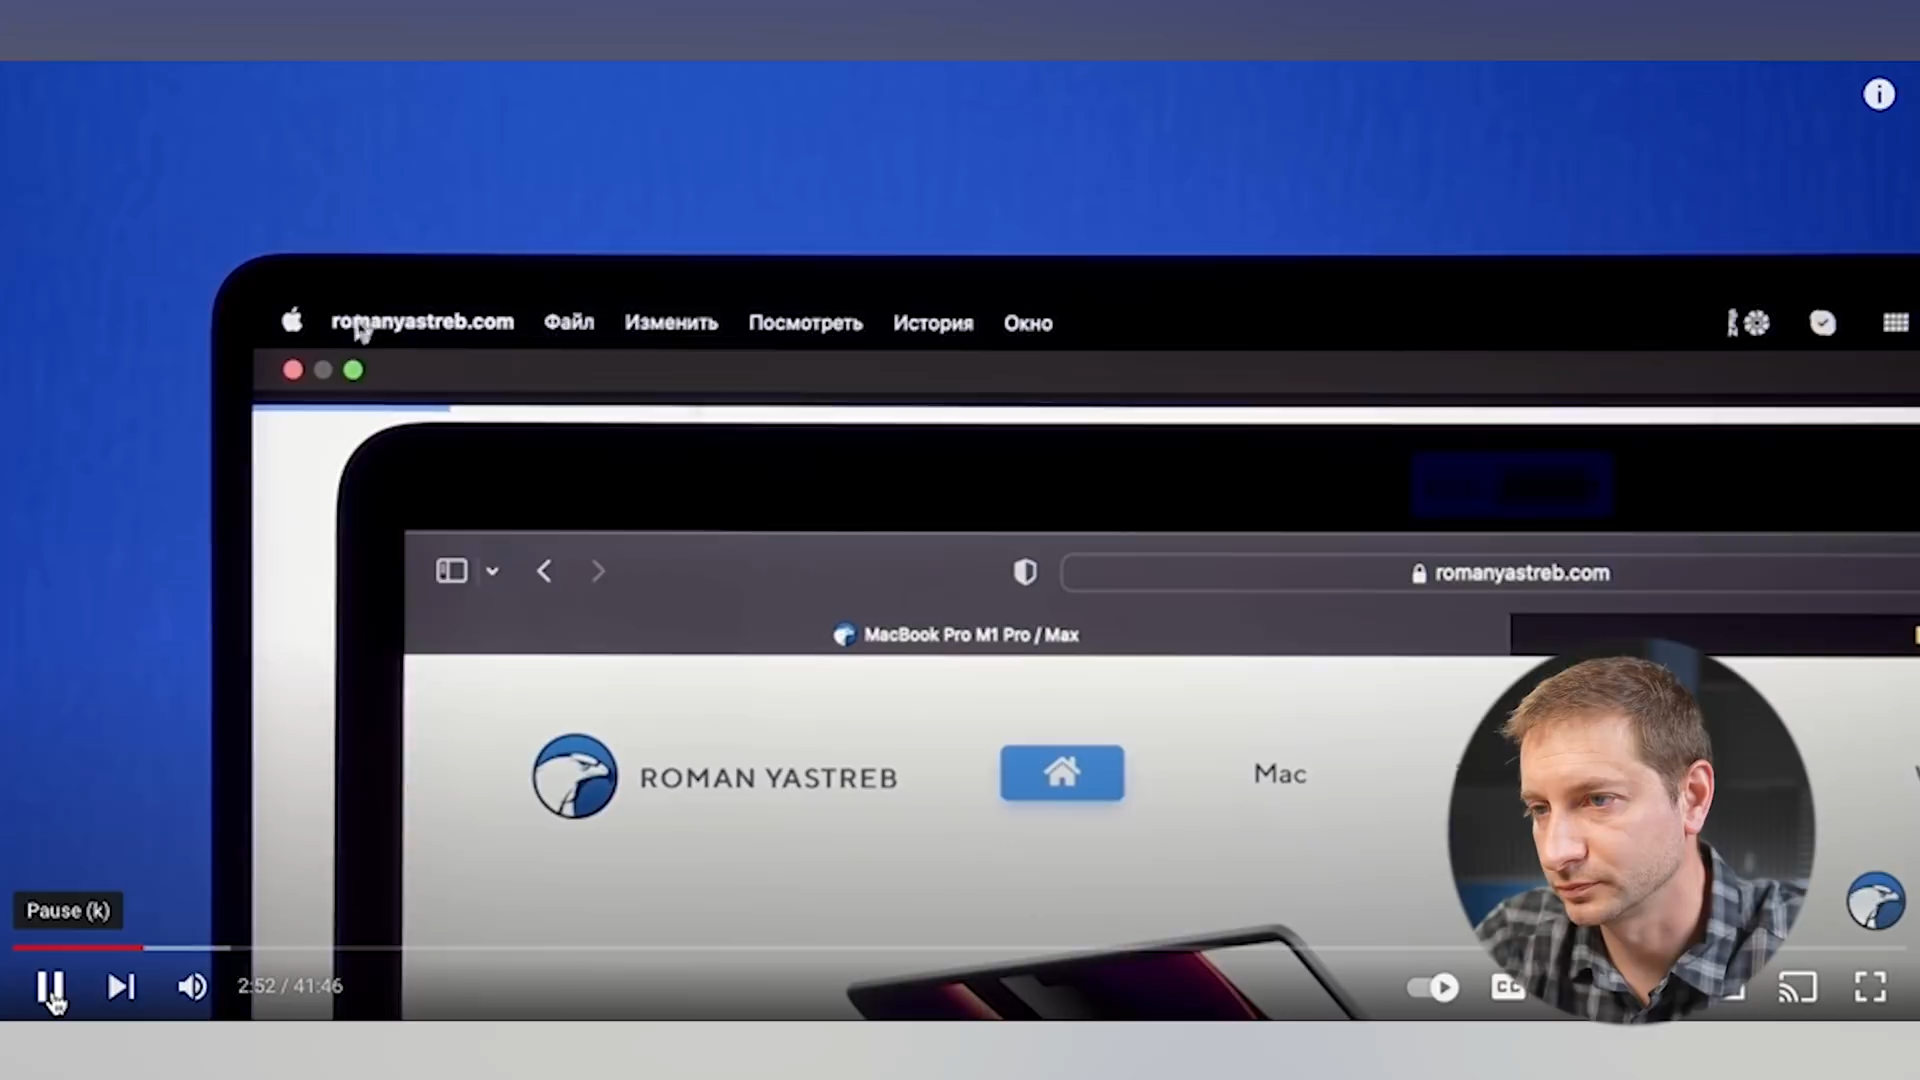 romanyastreb.com Файл Изменить Посмотреть История Окно
romanyastreb.com
MacBook Pro M1 Pro / Max
ROMAN YASTREB
Mac
Pause (k)
2:52 / 41:46
CC